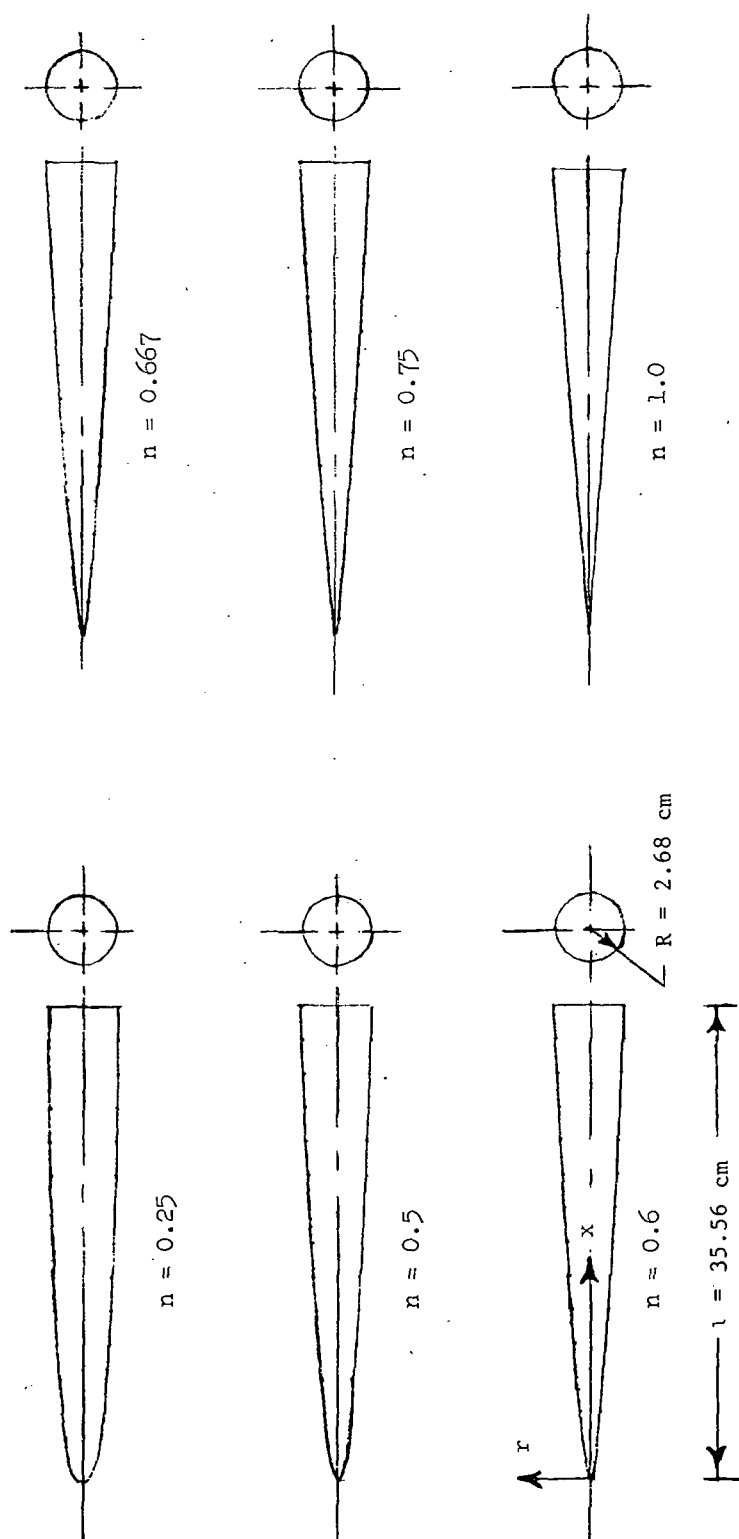 n = 0.25
n = 0.5
r
x
n = 0.6
R = 2.68 cm
l = 35.56 cm
n = 0.667
n = 0.75
n = 1.0